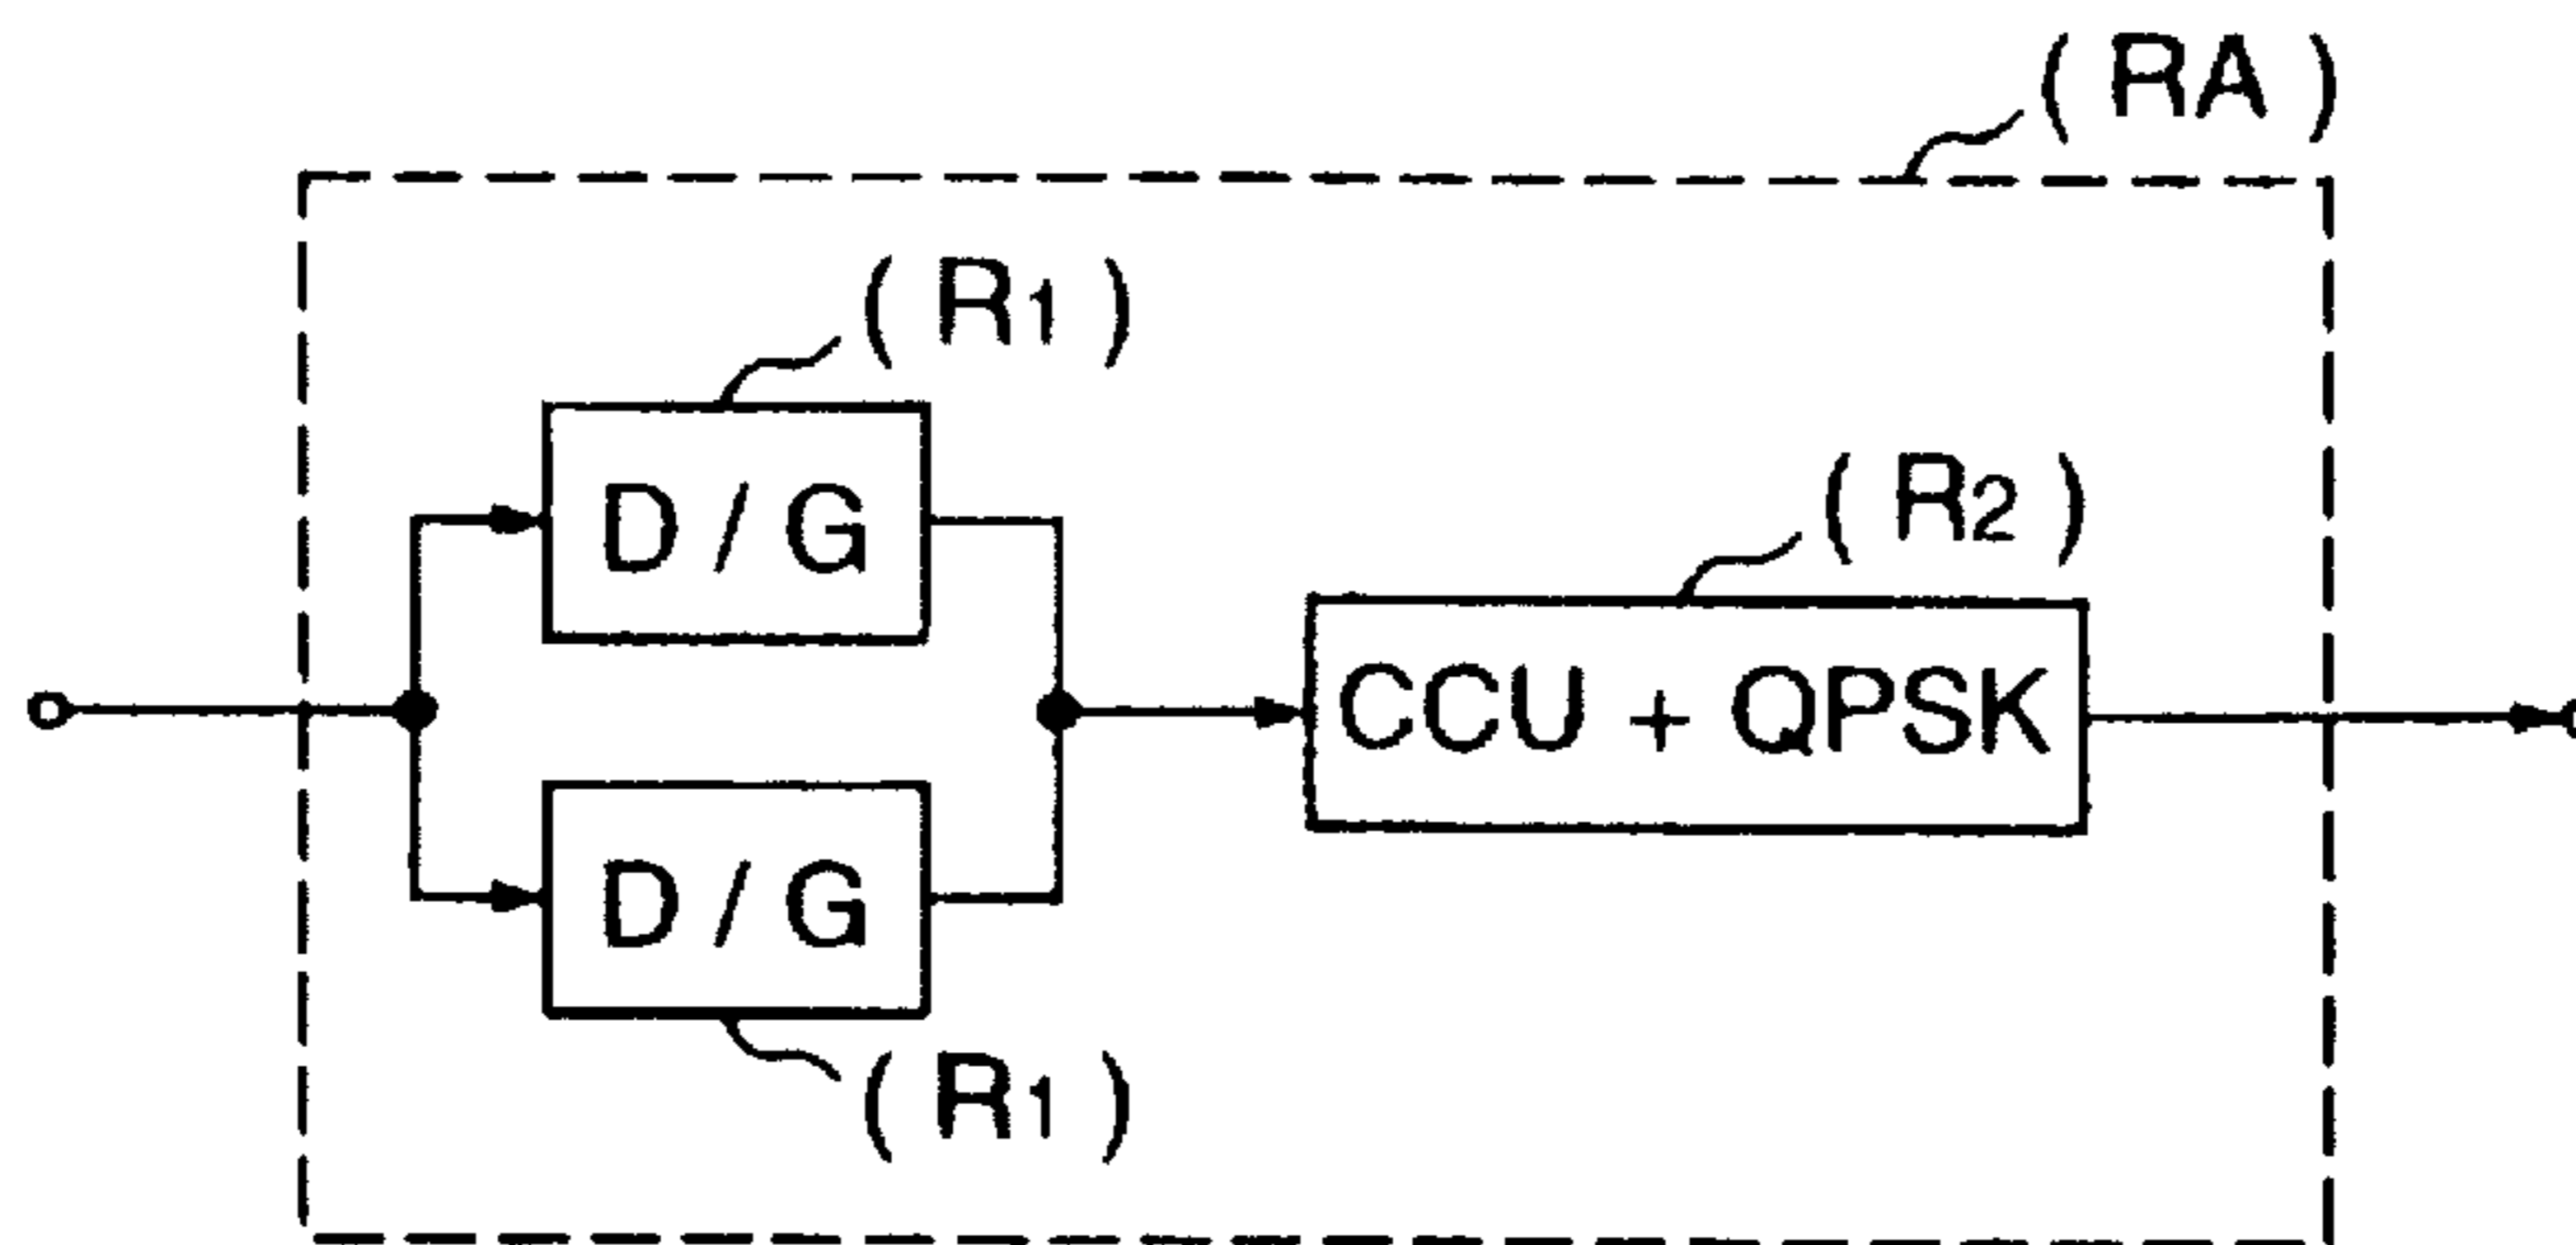 ( RA )
( R1 )
D / G
( R2 )
CCU + QPSK
D / G
( R1 )